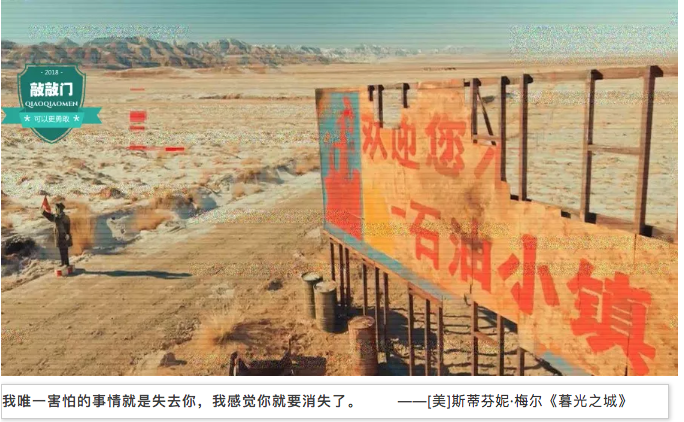 · 2018 ·
敲敲门
QIAOQIAOMEN
★ 可以更勇敢 ★
欢迎您
石油小镇
我唯一害怕的事情就是失去你，我感觉你就要消失了。 ——[美]斯蒂芬妮·梅尔《暮光之城》